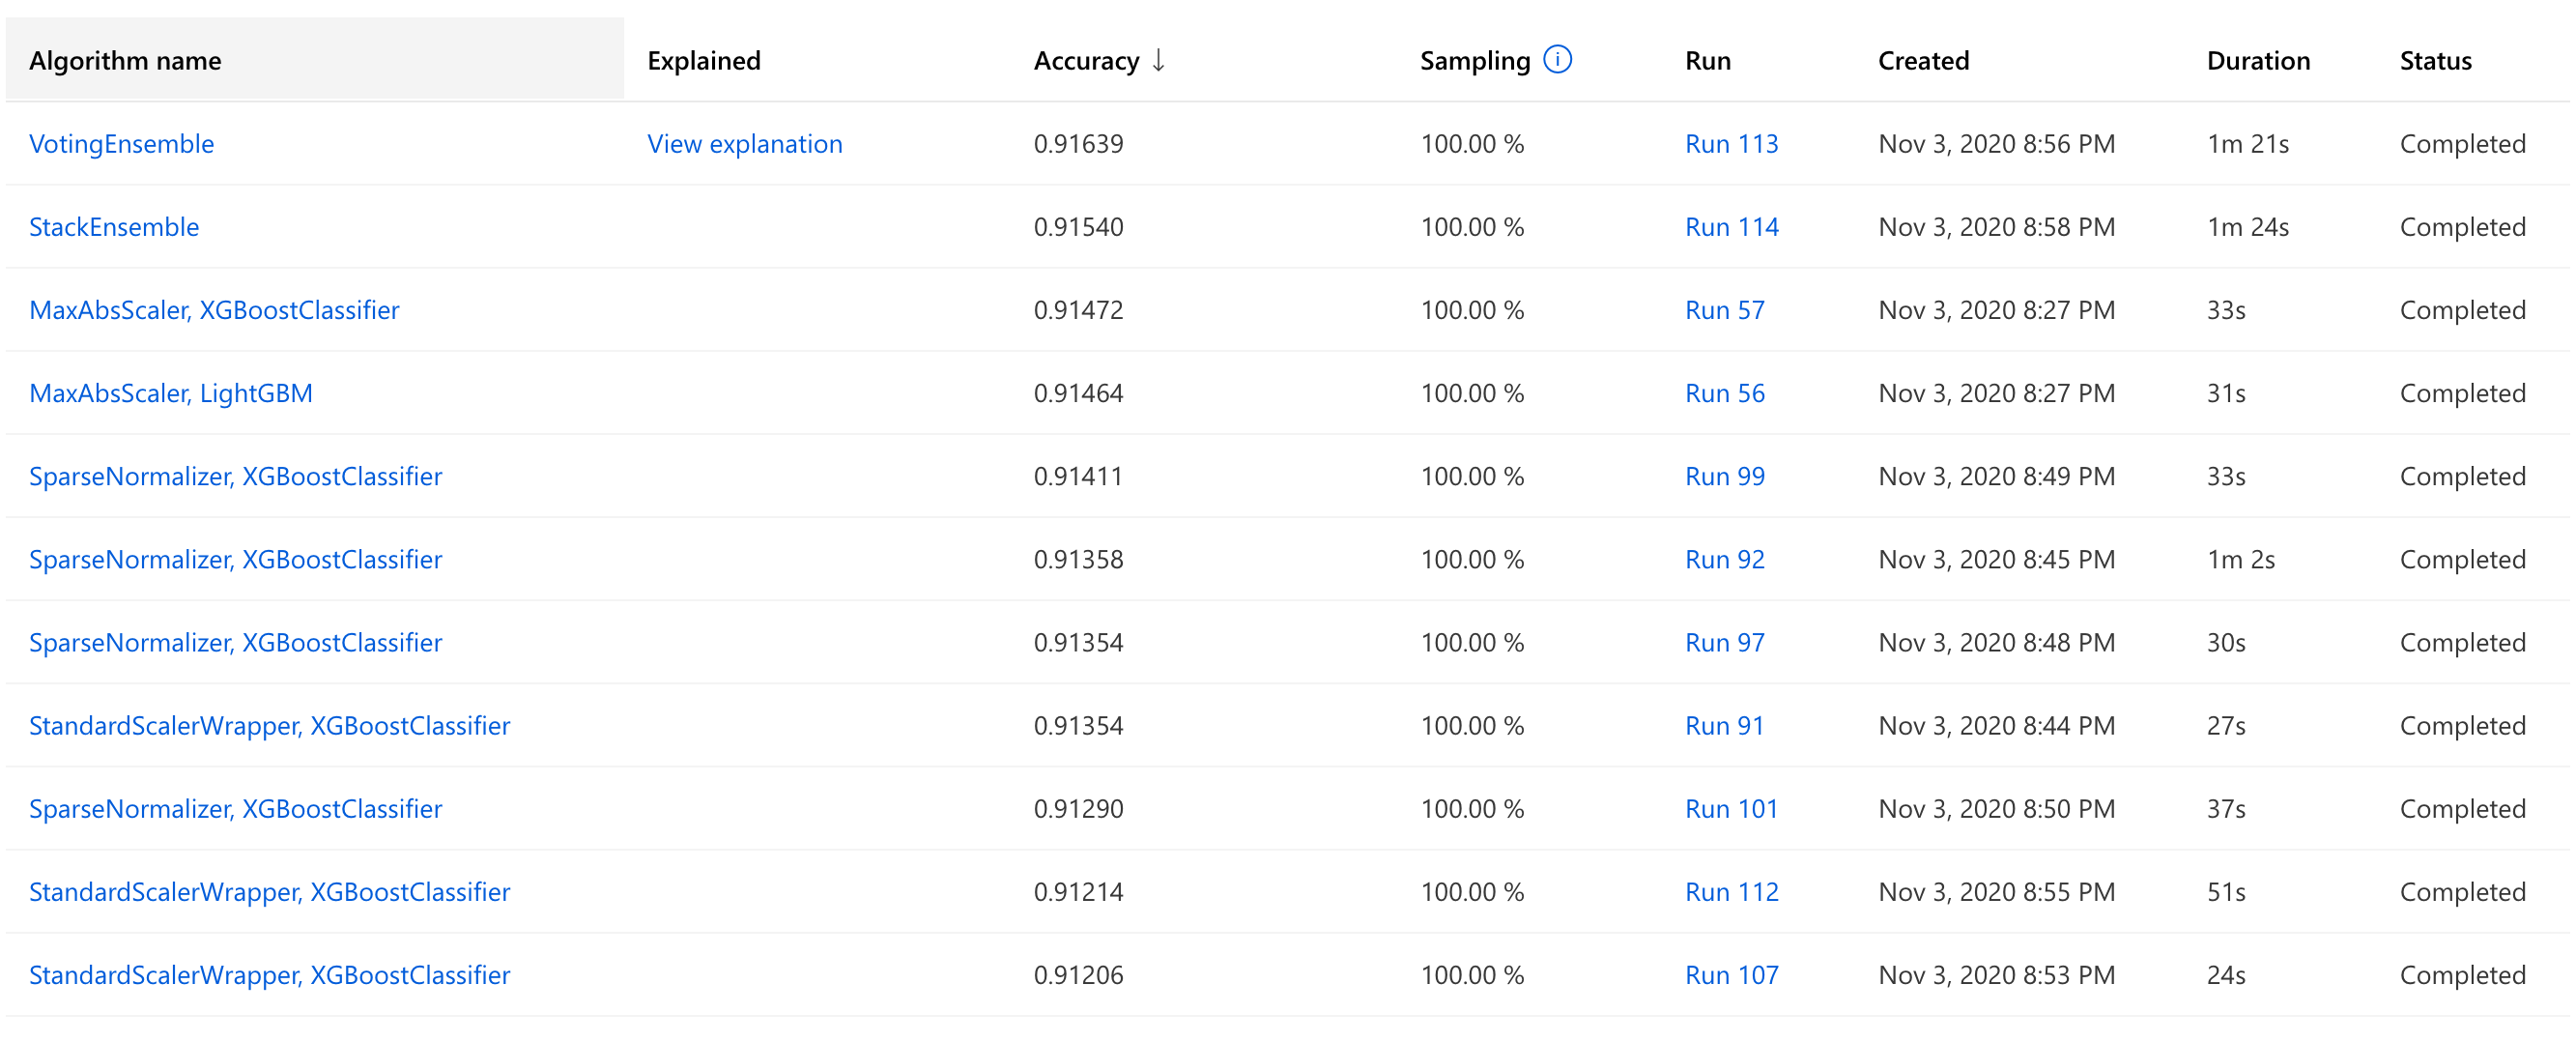 Algorithm name Explained Accuracy ↓ Sampling Run Created Duration Status
VotingEnsemble View explanation 0.91639 100.00 % Run 113 Nov 3, 2020 8:56 PM 1m 21s Completed
StackEnsemble 0.91540 100.00 % Run 114 Nov 3, 2020 8:58 PM 1m 24s Completed
MaxAbsScaler, XGBoostClassifier 0.91472 100.00 % Run 57 Nov 3, 2020 8:27 PM 33s Completed
MaxAbsScaler, LightGBM 0.91464 100.00 % Run 56 Nov 3, 2020 8:27 PM 31s Completed
SparseNormalizer, XGBoostClassifier 0.91411 100.00 % Run 99 Nov 3, 2020 8:49 PM 33s Completed
SparseNormalizer, XGBoostClassifier 0.91358 100.00 % Run 92 Nov 3, 2020 8:45 PM 1m 2s Completed
SparseNormalizer, XGBoostClassifier 0.91354 100.00 % Run 97 Nov 3, 2020 8:48 PM 30s Completed
StandardScalerWrapper, XGBoostClassifier 0.91354 100.00 % Run 91 Nov 3, 2020 8:44 PM 27s Completed
SparseNormalizer, XGBoostClassifier 0.91290 100.00 % Run 101 Nov 3, 2020 8:50 PM 37s Completed
StandardScalerWrapper, XGBoostClassifier 0.91214 100.00 % Run 112 Nov 3, 2020 8:55 PM 51s Completed
StandardScalerWrapper, XGBoostClassifier 0.91206 100.00 % Run 107 Nov 3, 2020 8:53 PM 24s Completed